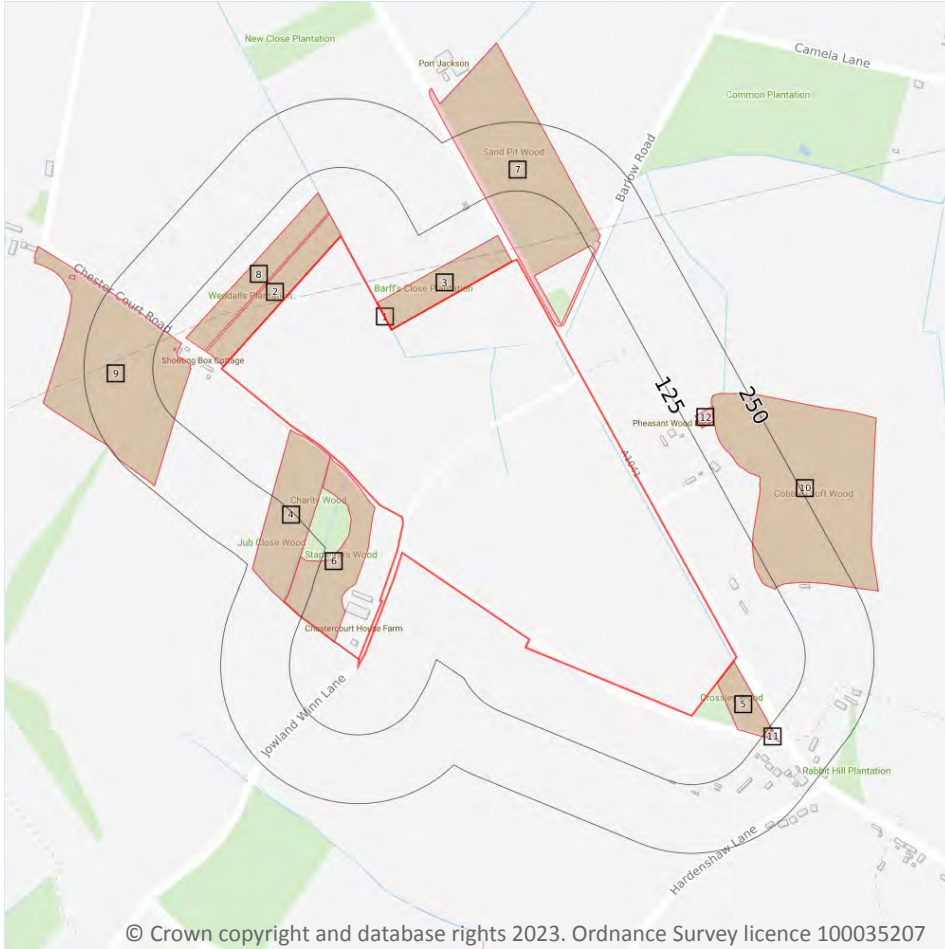 New Close Plantation
Camela Lane
Port Jackson
Common Plantation
Barlow Road
Sand Pit Wood
7
Chester Court Road
8
2
3
Barff's Close Plantation
1
Shooting Box Cottage
9
125
250
12
Pheasant Wood
A1041
10
Charity Wood
4
Jub Close Wood
6
Chestercourt House Farm
5
11
Jowland Winn Lane
Rabbit Hill Plantation
Hardenshaw Lane
© Crown copyright and database rights 2023. Ordnance Survey licence 100035207